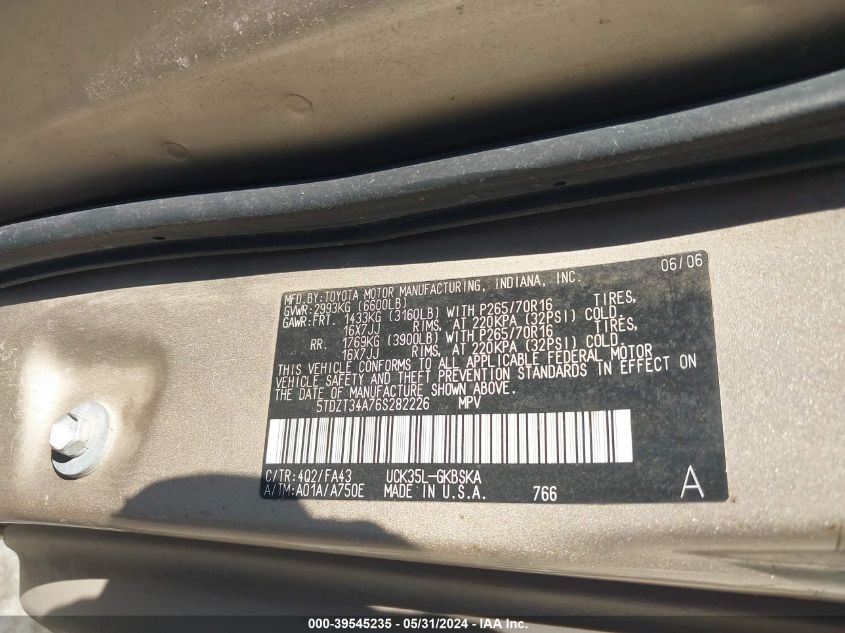 06/06
MFD.BY:TOYOTA MOTOR MANUFACTURING, INDIANA, INC.
GVWR:2993KG (6600LB)
GAWR:FRT. 1433KG (3160LB) WITH P265/70R16 TIRES,
16X7JJ RIMS, AT 220KPA (32PSI) COLD.
RR. 1769KG (3900LB) WITH P265/70R16 TIRES,
16X7JJ RIMS, AT 220KPA (32PSI) COLD.
THIS VEHICLE CONFORMS TO ALL APPLICABLE FEDERAL MOTOR
VEHICLE SAFETY AND THEFT PREVENTION STANDARDS IN EFFECT ON
THE DATE OF MANUFACTURE SHOWN ABOVE.
5TDZT34A76S282226 MPV
C/TR:4Q2/FA43 UCK35L-GKBSKA
A/TM:A01A/A750E MADE IN U.S.A. 766 A
000-39545235 - 05/31/2024 - IAA Inc.